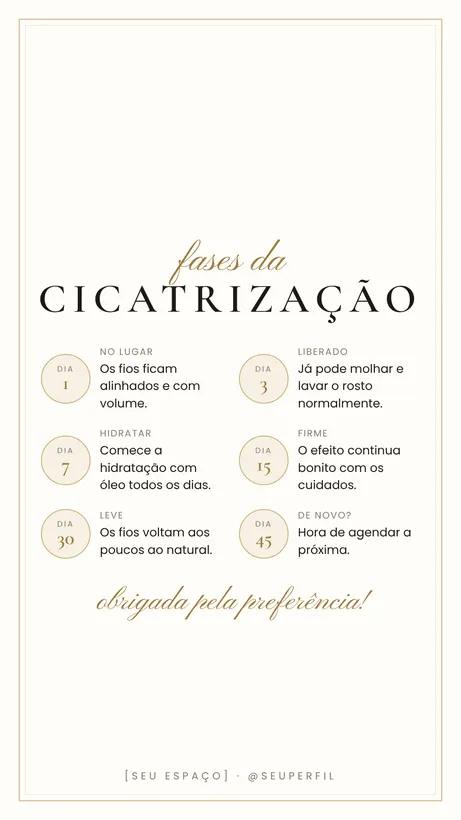 fases da
CICATRIZAÇÃO
DIA
1
NO LUGAR
Os fios ficam
alinhados e com
volume.
DIA
3
LIBERADO
Já pode molhar e
lavar o rosto
normalmente.
DIA
7
HIDRATAR
Comece a
hidratação com
óleo todos os dias.
DIA
15
FIRME
O efeito continua
bonito com os
cuidados.
DIA
30
LEVE
Os fios voltam aos
poucos ao natural.
DIA
45
DE NOVO?
Hora de agendar a
próxima.
obrigada pela preferência!
[SEU ESPAÇO] · @SEUPERFIL